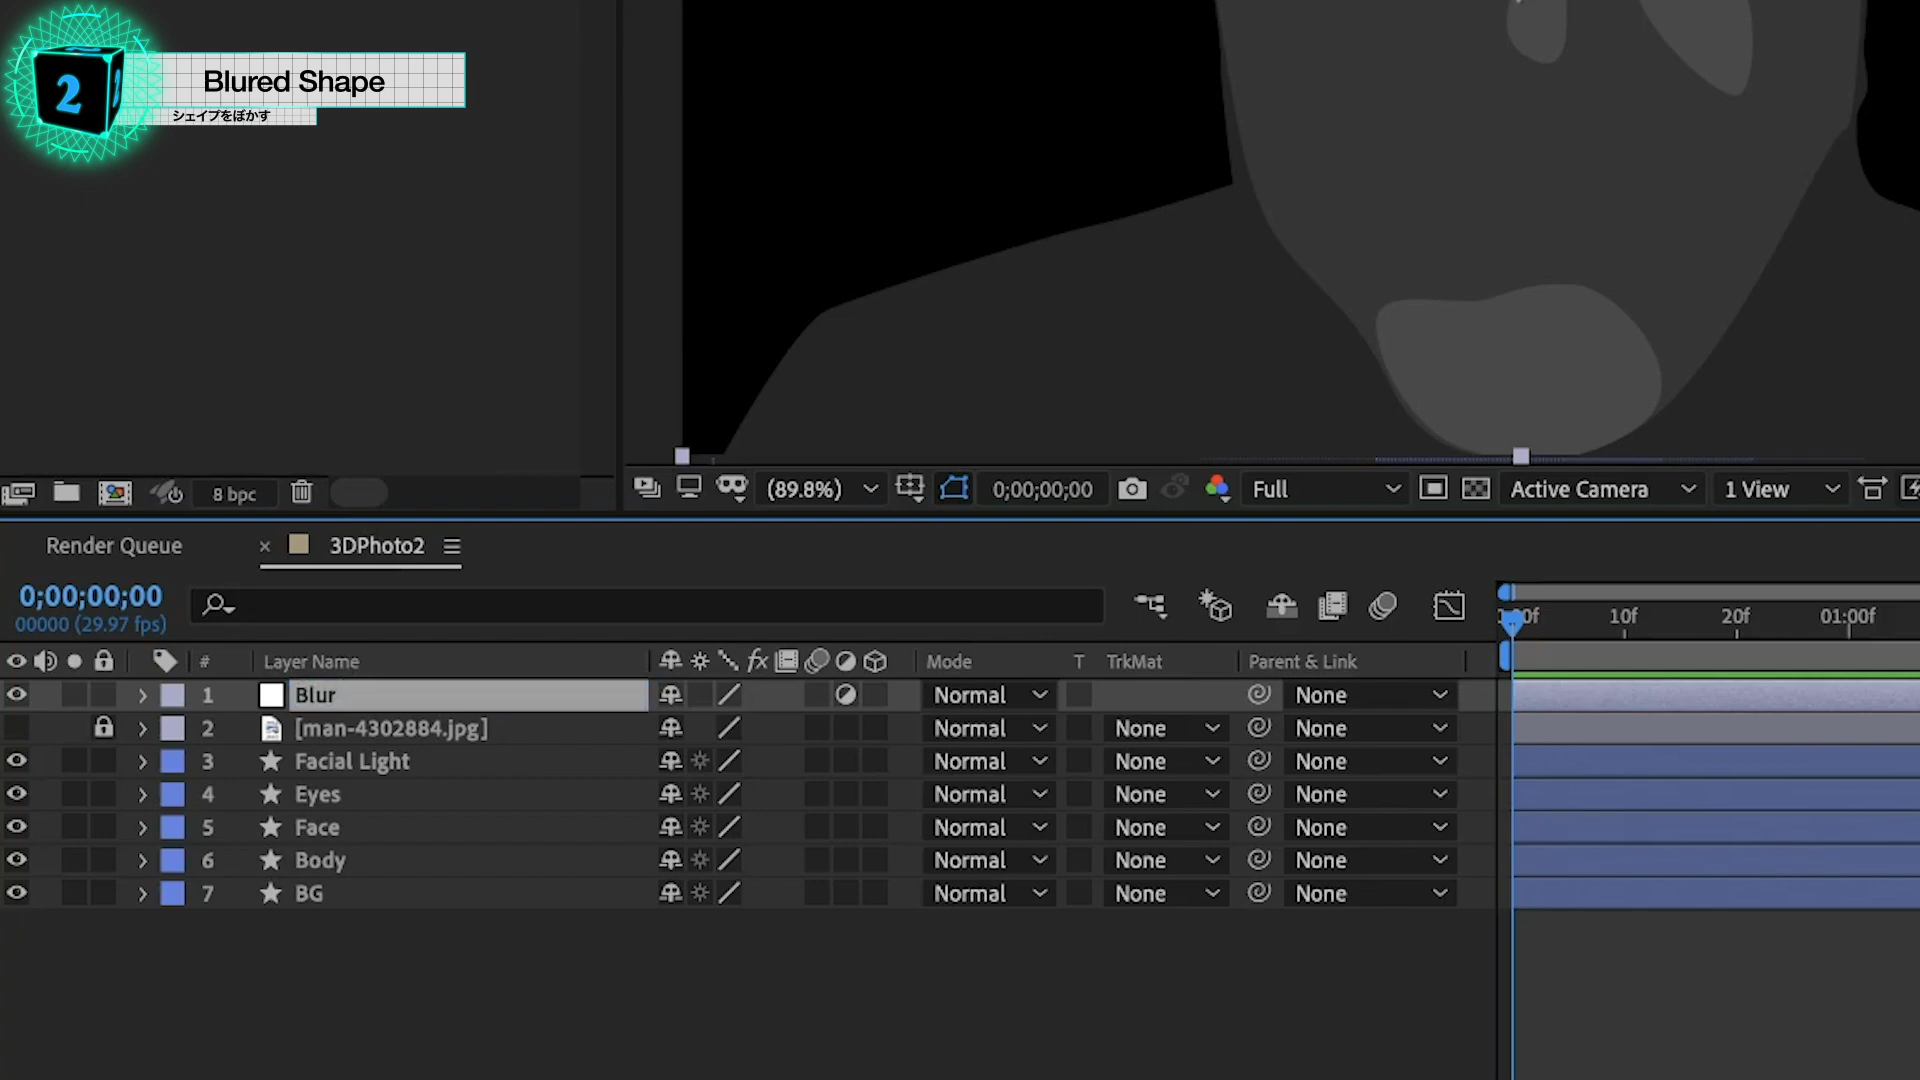 2
Blured Shape
シェイプをぼかす
8 bpc
(89.8%)
0;00;00;00
Full
Active Camera
1 View
Render Queue
× 3DPhoto2
0;00;00;00
00000 (29.97 fps)
10f 20f 01:00f
# Layer Name fx Mode T TrkMat Parent & Link
1 Blur Normal None
2 [man-4302884.jpg] Normal None None
3 Facial Light Normal None None
4 Eyes Normal None None
5 Face Normal None None
6 Body Normal None None
7 BG Normal None None